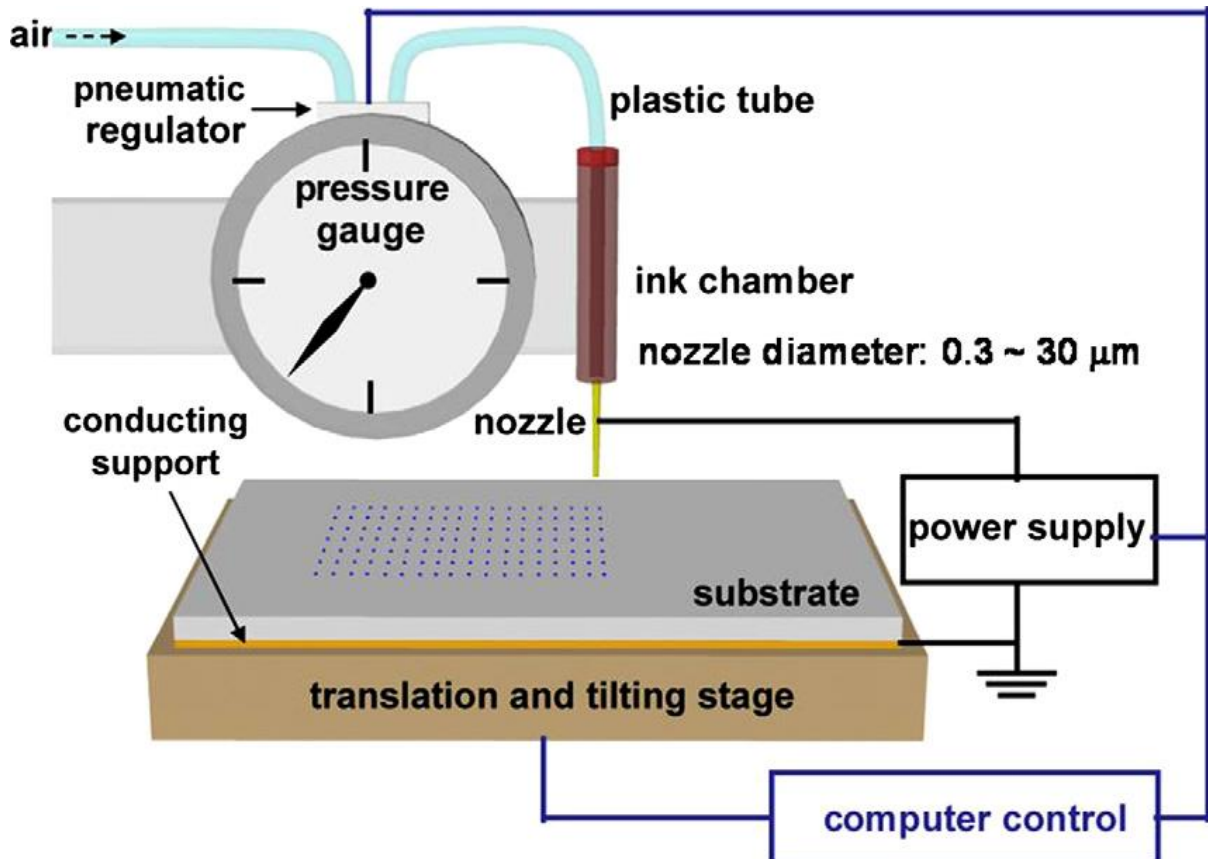 air
pneumatic
regulator
plastic tube
pressure
gauge
ink chamber
nozzle diameter: 0.3 ~ 30 μm
conducting
support
nozzle
power supply
substrate
translation and tilting stage
computer control